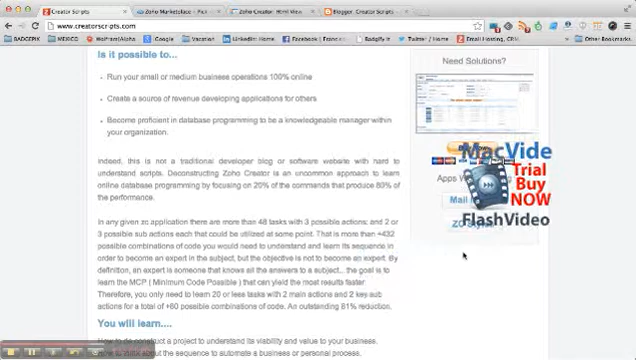 Creator Scripts
Zoho Marketplace - Pick
Zoho Creator: Html View
Blogger: Creator Scripts
www.creatorscripts.com
BADGEPIX
MEXICO
WolframAlpha
Google
Vacation
LinkedIn
Radio
Facebook
Badgify it
Twitter / Home
Email Hosting, CRM,
Other Bookmarks
Is it possible to...
Need Solutions?
Run your small or medium business operations 100% online
Create a source of revenue developing applications for others
Become proficient in database programming to be a knowledgeable manager within
your organization.
MacVide
Trial
Buy
NOW
FlashVideo
Indeed, this is not a traditional developer blog or software website with hard to
understand scripts. Deconstructing Zoho Creator is an uncommon approach to learn
online database programming by focusing on 20% of the commands that produce 80% of
the performance.
Apps W
Mail
In any given zc application there are more than 48 tasks with 3 possible actions; and 2 or
3 possible sub actions each that could be utilized at some point. That is more than +432
possible combinations of code you would need to understand and learn its sequence in
order to become an expert in the subject, but the objective is not to become an expert. By
definition, an expert is someone that knows all the answers to a subject... the goal is to
learn the MCP ( Minimum Code Possible ) that can yield the most results faster
Therefore, you only need to learn 20 or less tasks with 2 main actions and 2 key sub
actions for a total of +80 possible combinations of code. An outstanding 81% reduction.
You will learn....
How to de construct a project to understand its viability and value to your business.
How to think about the sequence to automate a business or personal process.